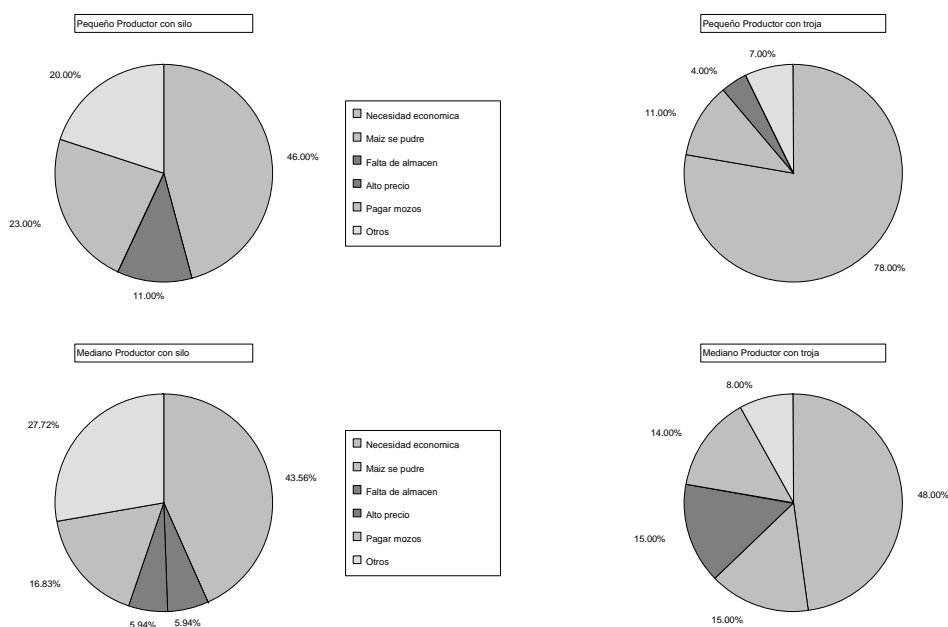 Pequeño Productor con silo
Pequeño Productor con troja
20.00%
46.00%
23.00%
11.00%
Necesidad economica
Maiz se pudre
Falta de almacen
Alto precio
Pagar mozos
Otros
7.00%
4.00%
11.00%
78.00%
Mediano Productor con silo
Mediano Productor con troja
27.72%
43.56%
16.83%
5.94%
5.94%
Necesidad economica
Maiz se pudre
Falta de almacen
Alto precio
Pagar mozos
Otros
8.00%
14.00%
48.00%
15.00%
15.00%